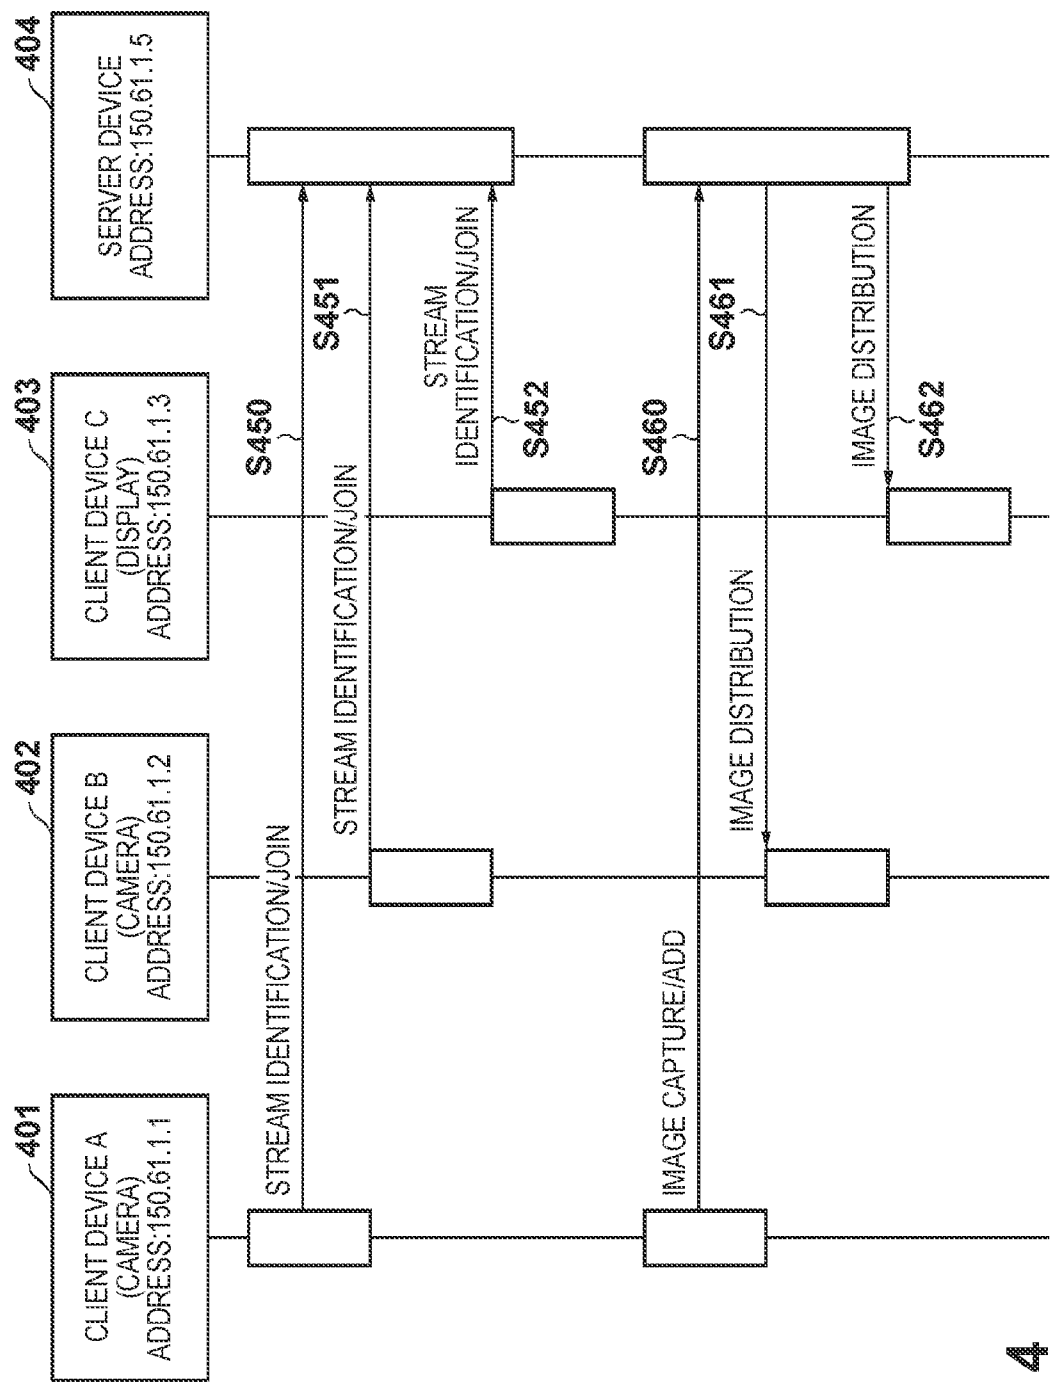 401
CLIENT DEVICE A
(CAMERA)
ADDRESS:150.61.1.1
402
CLIENT DEVICE B
(CAMERA)
ADDRESS:150.61.1.2
403
CLIENT DEVICE C
(DISPLAY)
ADDRESS:150.61.1.3
404
SERVER DEVICE
ADDRESS:150.61.1.5
STREAM IDENTIFICATION/JOIN
S450
STREAM IDENTIFICATION/JOIN
S451
STREAM
IDENTIFICATION/JOIN
S452
IMAGE CAPTURE/ADD
S460
IMAGE DISTRIBUTION
S461
IMAGE DISTRIBUTION
S462
4